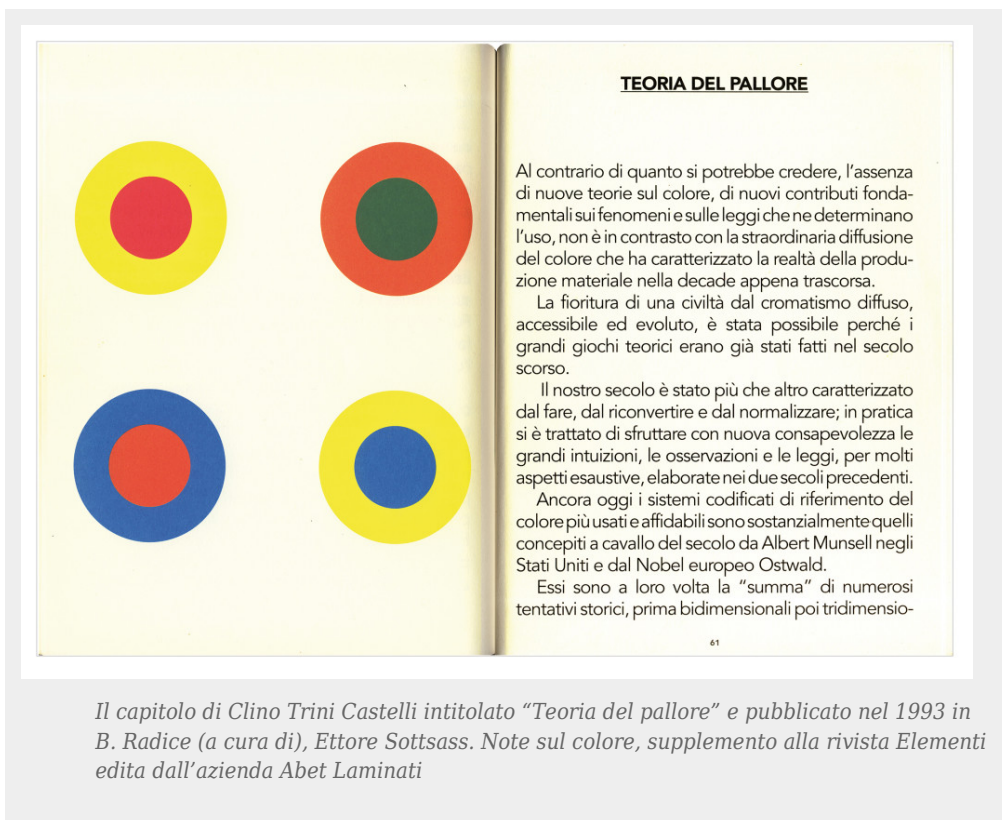 TEORIA DEL PALLORE
Al contrario di quanto si potrebbe credere, l’assenza
di nuove teorie sul colore, di nuovi contributi fonda-
mentali sui fenomeni e sulle leggi che ne determinano
l’uso, non è in contrasto con la straordinaria diffusione
del colore che ha caratterizzato la realtà della produ-
zione materiale nella decade appena trascorsa.
La fioritura di una civiltà dal cromatismo diffuso,
accessibile ed evoluto, è stata possibile perché i
grandi giochi teorici erano già stati fatti nel secolo
scorso.
Il nostro secolo è stato più che altro caratterizzato
dal fare, dal riconvertire e dal normalizzare; in pratica
si è trattato di sfruttare con nuova consapevolezza le
grandi intuizioni, le osservazioni e le leggi, per molti
aspetti esaustive, elaborate nei due secoli precedenti.
Ancora oggi i sistemi codificati di riferimento del
colore più usati e affidabili sono sostanzialmente quelli
concepiti a cavallo del secolo da Albert Munsell negli
Stati Uniti e dal Nobel europeo Ostwald.
Essi sono a loro volta la “summa” di numerosi
tentativi storici, prima bidimensionali poi tridimensio-
61
Il capitolo di Clino Trini Castelli intitolato “Teoria del pallore” e pubblicato nel 1993 in
B. Radice (a cura di), Ettore Sottsass. Note sul colore, supplemento alla rivista Elementi
edita dall’azienda Abet Laminati